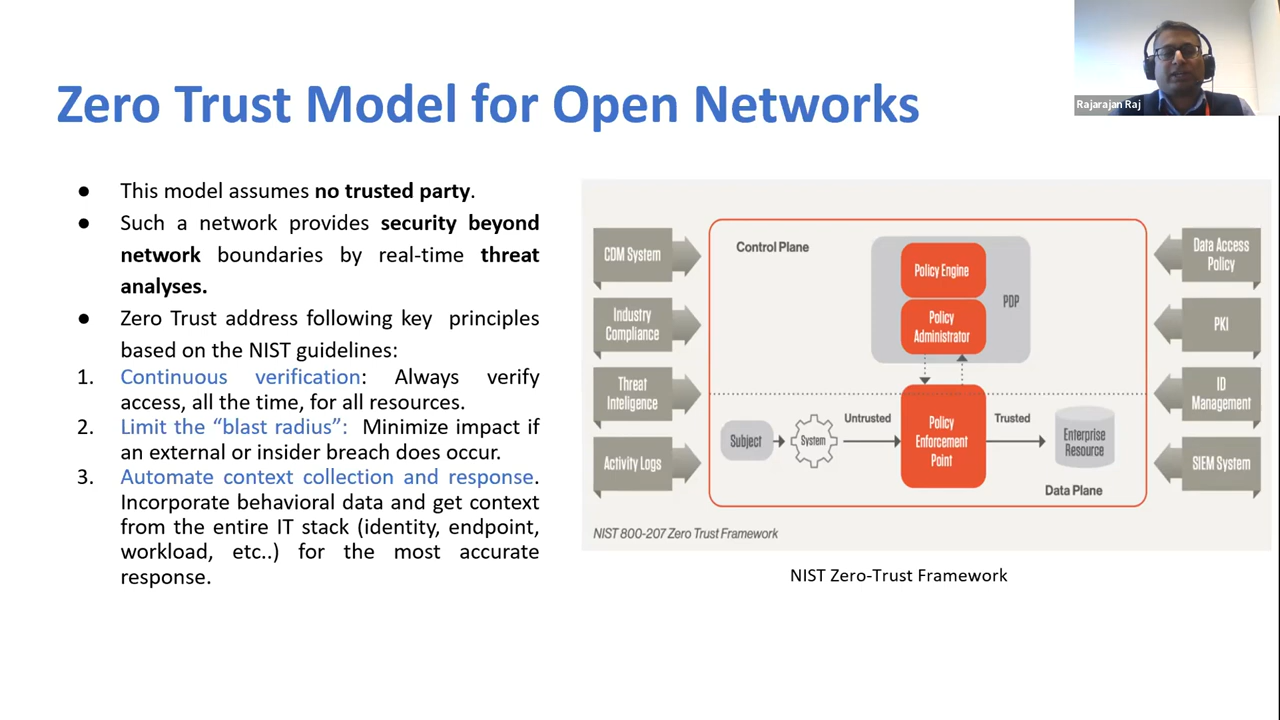 Rajarajan Raj
Zero Trust Model for Open Networks
● This model assumes no trusted party.
● Such a network provides security beyond
network boundaries by real-time threat
analyses.
● Zero Trust address following key principles
based on the NIST guidelines:
1. Continuous verification: Always verify
access, all the time, for all resources.
2. Limit the “blast radius”: Minimize impact if
an external or insider breach does occur.
3. Automate context collection and response.
Incorporate behavioral data and get context
from the entire IT stack (identity, endpoint,
workload, etc..) for the most accurate
response.
CDM System
Industry
Compliance
Threat
Inteligence
Activity Logs
Control Plane
Policy Engine
Policy
Administrator
PDP
Subject
System
Untrusted
Policy
Enforcement
Point
Trusted
Enterprise
Resource
Data Plane
Data Access
Policy
PKI
ID
Management
SIEM System
NIST 800-207 Zero Trust Framework
NIST Zero-Trust Framework